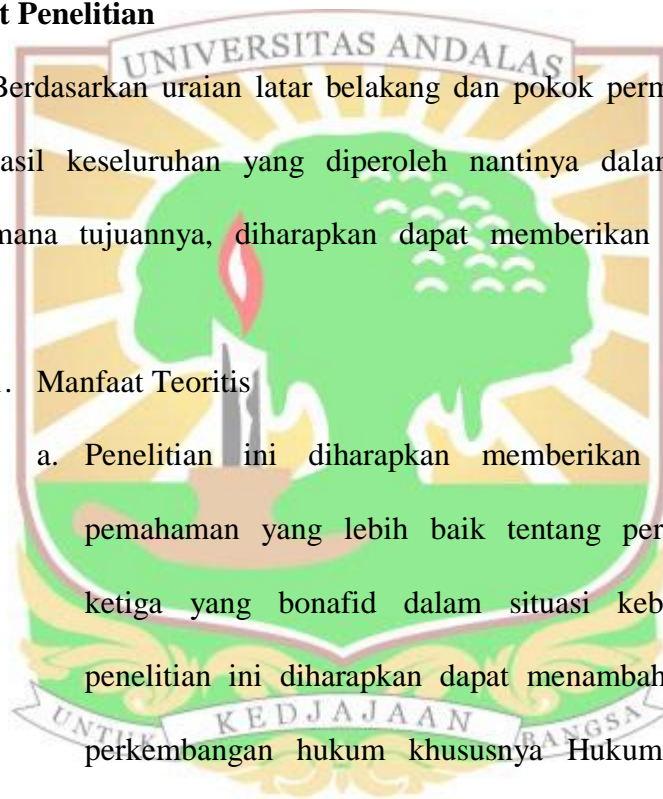 t Penelitian
UNIVERSITAS ANDALAS
Berdasarkan uraian latar belakang dan pokok perm
asil keseluruhan yang diperoleh nantinya dalan
mana tujuannya, diharapkan dapat memberikan
1. Manfaat Teoritis
a. Penelitian ini diharapkan memberikan
pemahaman yang lebih baik tentang per
ketiga yang bonafid dalam situasi keb
penelitian ini diharapkan dapat menambah
UNTUK KEDJAJAAN BANGSA
perkembangan hukum khususnya Hukum